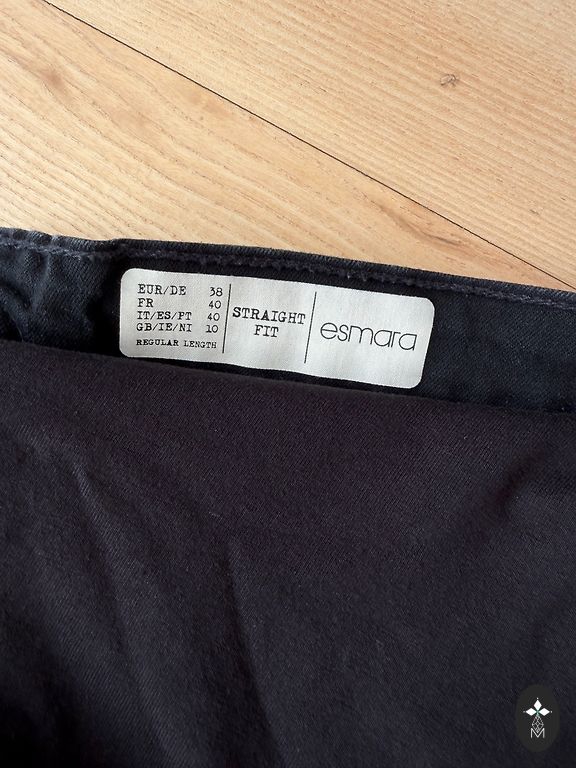 EUR/DE 38
FR 40
IT/ES/PT 40
GB/IE/NI 10
REGULAR LENGTH
STRAIGHT
FIT
esmara
M